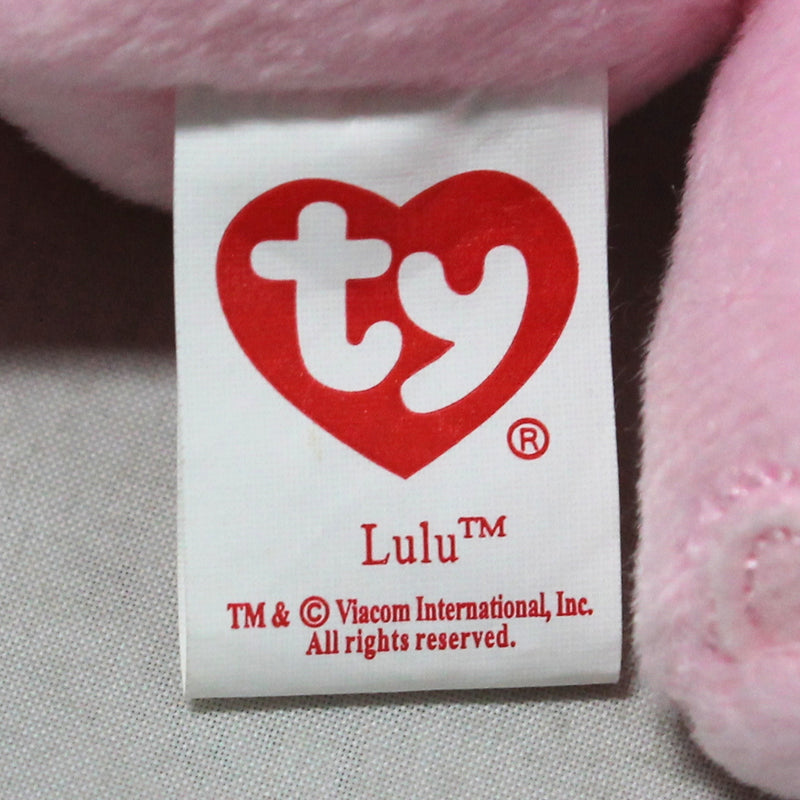 ty®
Lulu™
TM & © Viacom International, Inc.
All rights reserved.